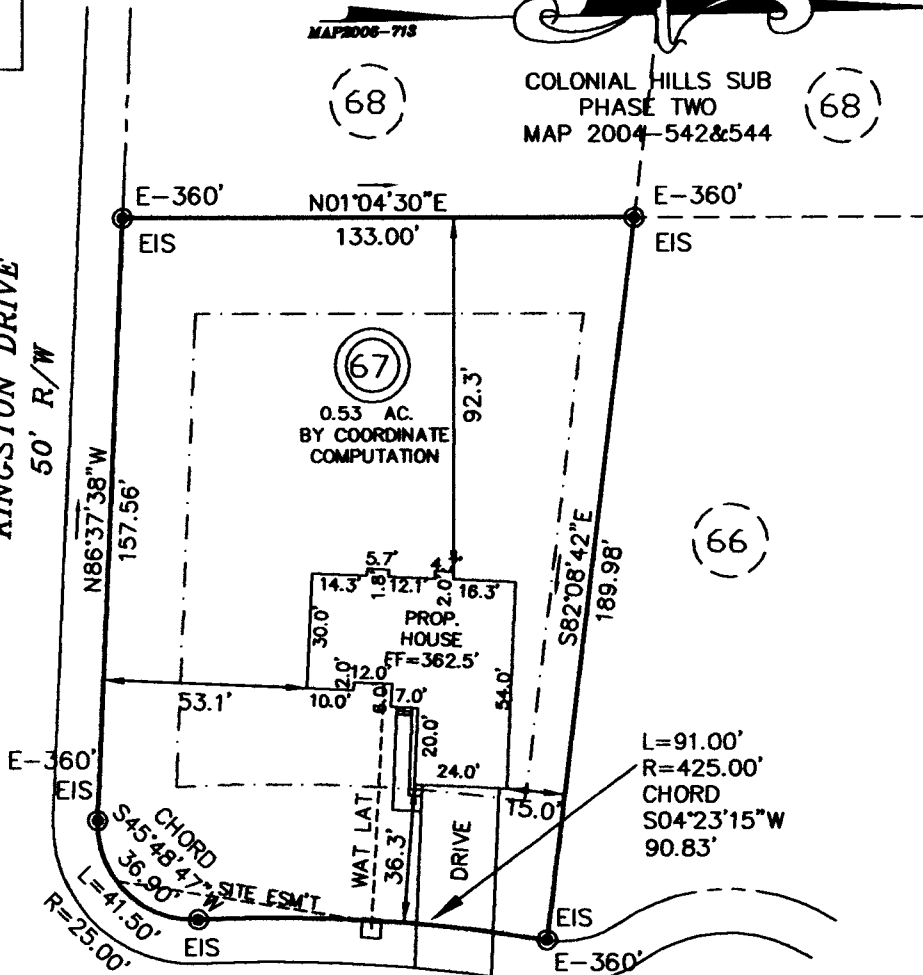 MAP2006-713
COLONIAL HILLS SUB
PHASE TWO
MAP 2004-542&544
68
68
E-360'
N01°04'30"E
E-360'
EIS
133.00'
EIS
KINGSTON DRIVE
50' R/W
67
0.53 AC.
BY COORDINATE
COMPUTATION
92.3'
N86°37'38"W
157.56'
66
S82°08'42"E
189.98'
5.7'
14.3'
1.8'
12.1'
2.0'
16.3'
30.0'
PROP.
HOUSE
FF=362.5'
2.0'
12.0'
53.1'
10.0'
7.0'
54.0'
20.0'
24.0'
15.0'
L=91.00'
R=425.00'
CHORD
S04°23'15"W
90.83'
E-360'
EIS
CHORD
S45°48'47"W
36.90'
L=41.50'
R=25.00'
SITE ESM'T
WAT LAT
36.3'
DRIVE
EIS
EIS
E-360'